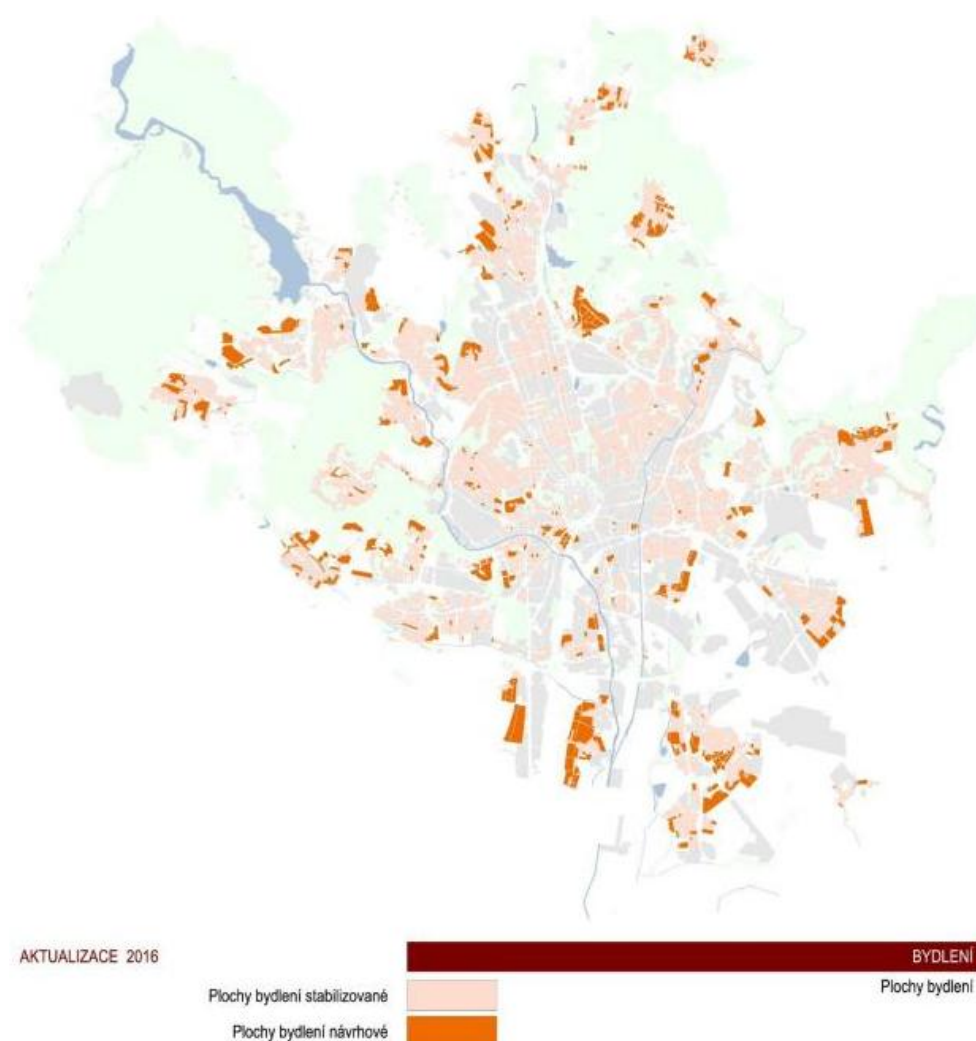 AKTUALIZACE 2016
BYDLENÍ
Plochy bydlení
Plochy bydlení stabilizované
Plochy bydlení návrhové